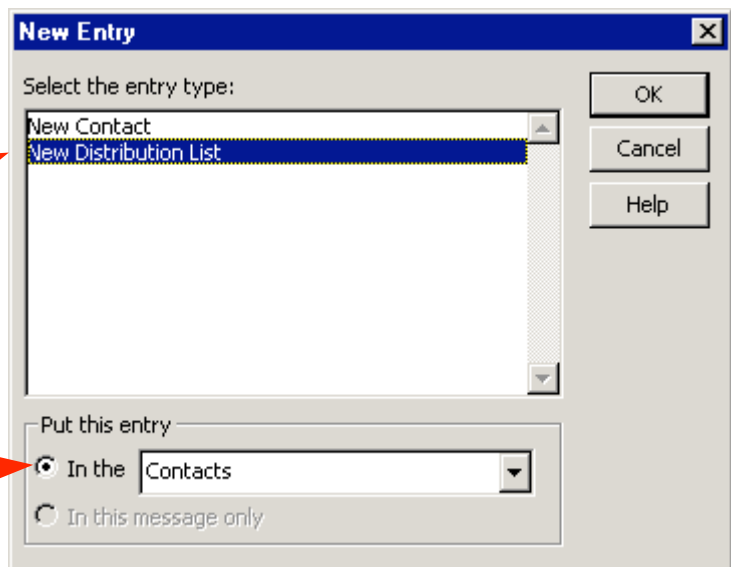 New Entry
Select the entry type:
New Contact
New Distribution List
OK
Cancel
Help
Put this entry
In the Contacts
In this message only